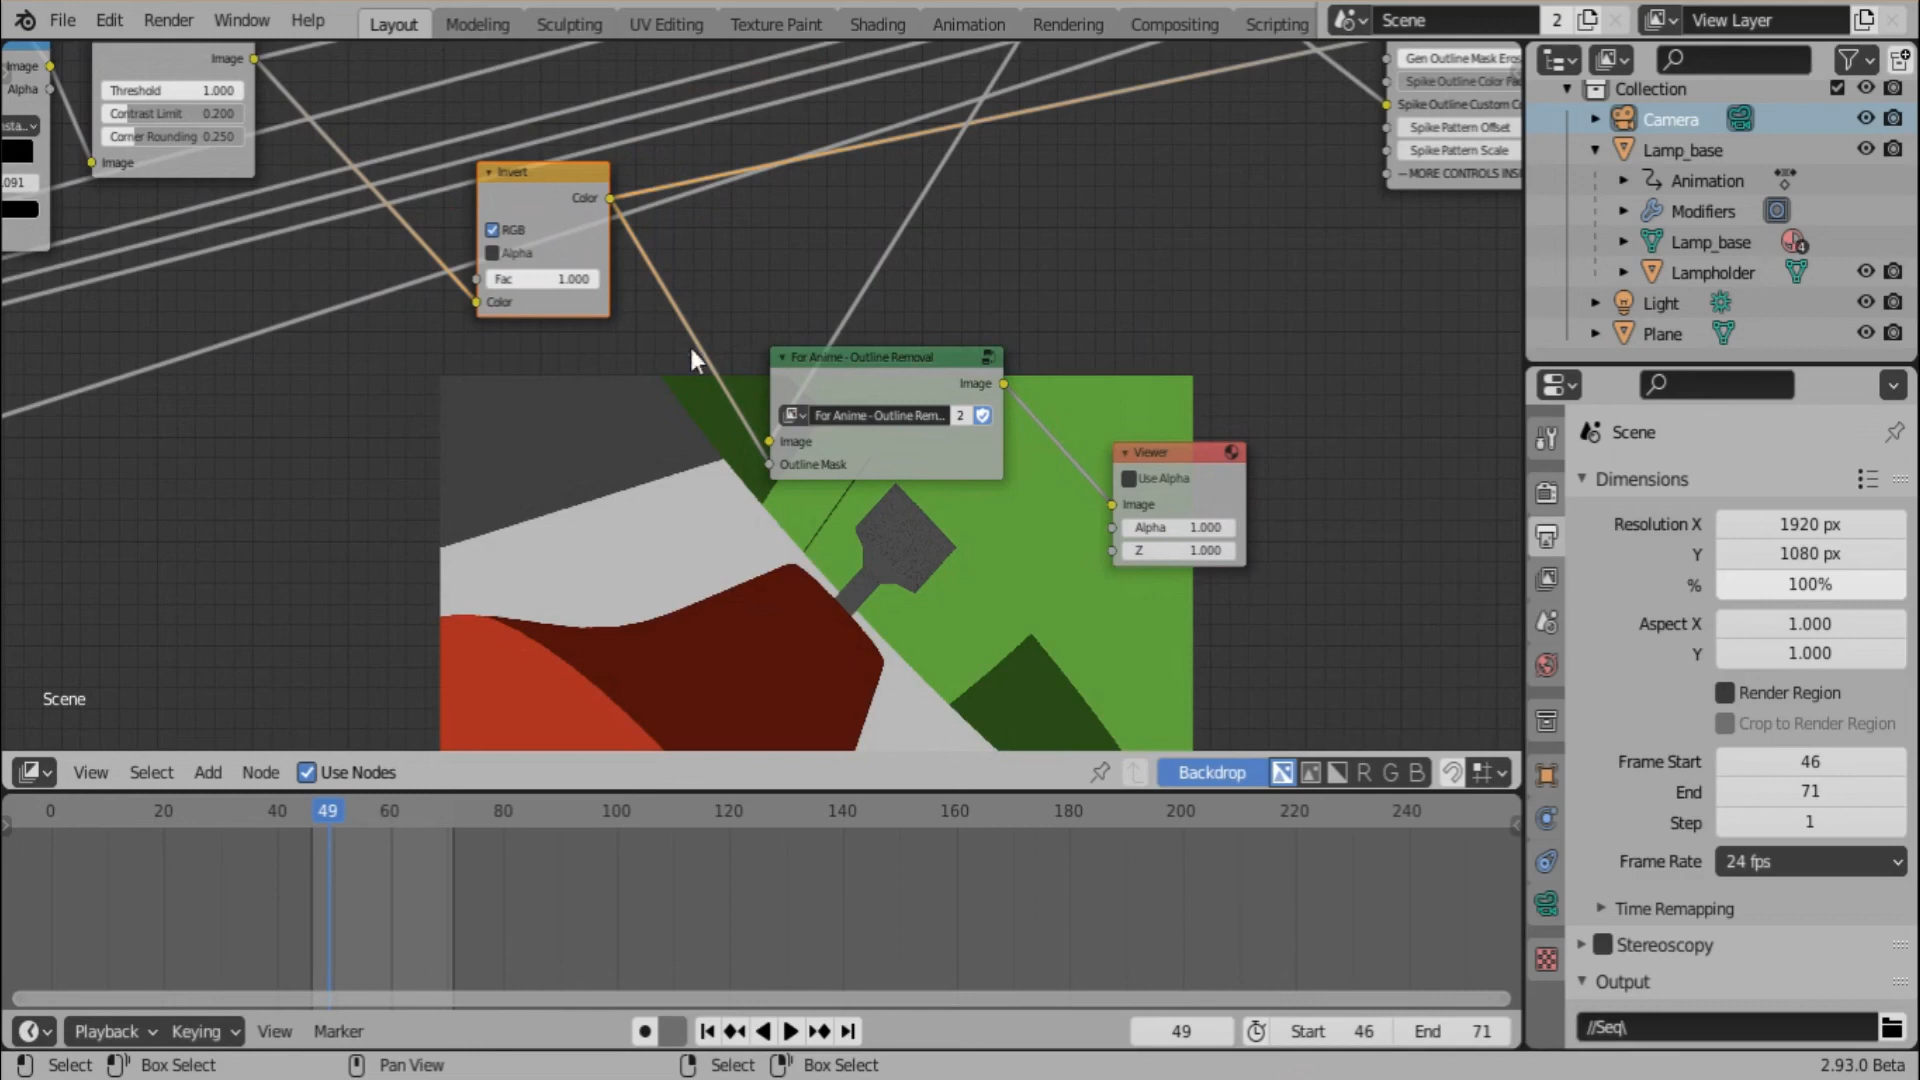 File Edit Render Window Help Layout Modeling Sculpting UV Editing Texture Paint Shading Animation Rendering Compositing Scripting Scene 2 View Layer
Image
Alpha
.091
Image
Threshold 1.000
Contrast Limit 0.200
Corner Rounding 0.250
Image
Invert
Color
RGB
Alpha
Fac 1.000
Color
For Anime - Outline Removal
Image
For Anime - Outline Rem... 2
Image
Outline Mask
Viewer
Use Alpha
Image
Alpha 1.000
Z 1.000
Gen Outline Mask Eros
Spike Outline Color Fac
Spike Outline Custom Co
Spike Pattern Offset
Spike Pattern Scale
— MORE CONTROLS INSI
Scene
Collection
Camera
Lamp_base
Animation
Modifiers
Lamp_base 4
Lampholder
Light
Plane
Scene
Dimensions
Resolution X 1920 px
Y 1080 px
% 100%
Aspect X 1.000
Y 1.000
Render Region
Crop to Render Region
Frame Start 46
End 71
Step 1
Frame Rate 24 fps
Time Remapping
Stereoscopy
Output
//Seq\
View Select Add Node Use Nodes Backdrop R G B
0 20 40 49 60 80 100 120 140 160 180 200 220 240
Playback Keying View Marker 49 Start 46 End 71
Select Box Select Pan View Select Box Select 2.93.0 Beta